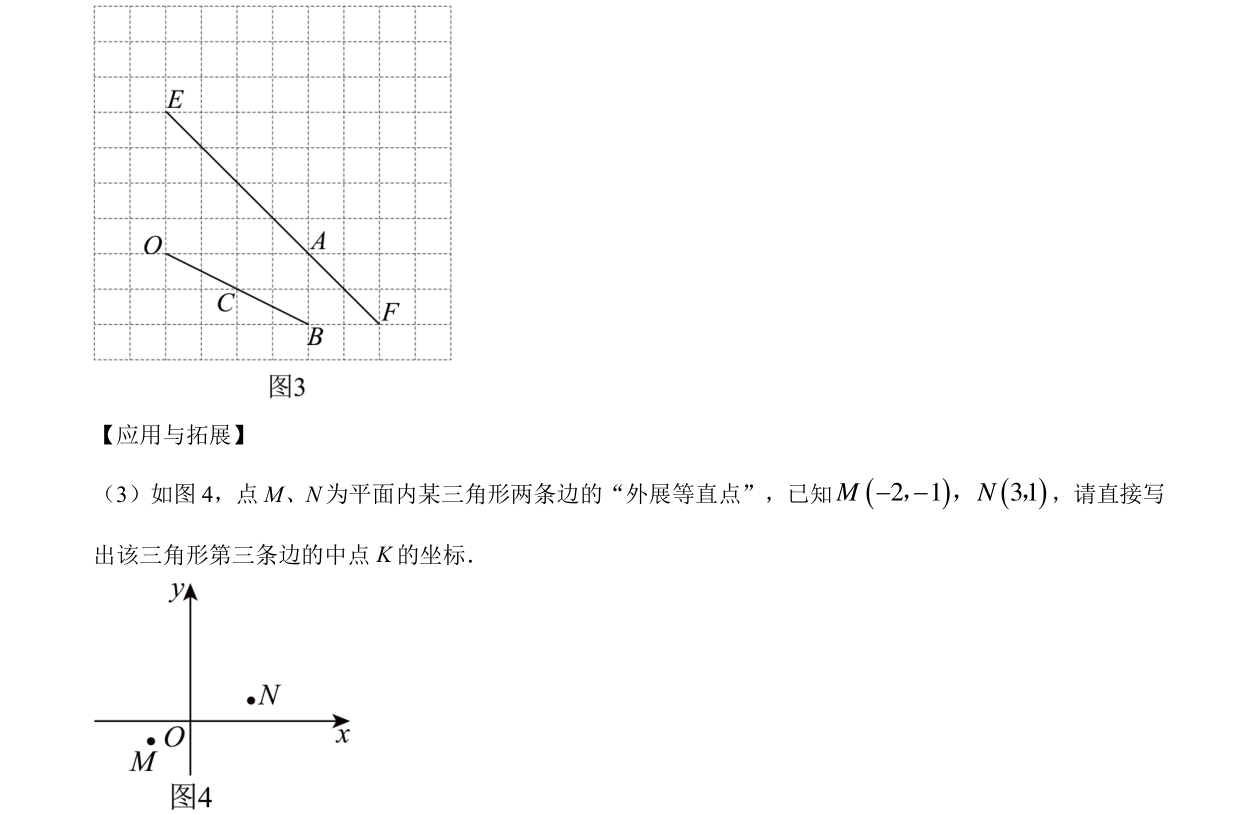 E
O
A
C
F
B
图3
【应用与拓展】
（3）如图 4，点 M、N 为平面内某三角形两条边的“外展等直点”，已知 M(−2,−1)，N(3,1)，请直接写
出该三角形第三条边的中点 K 的坐标．
y
N
O
x
M
图4